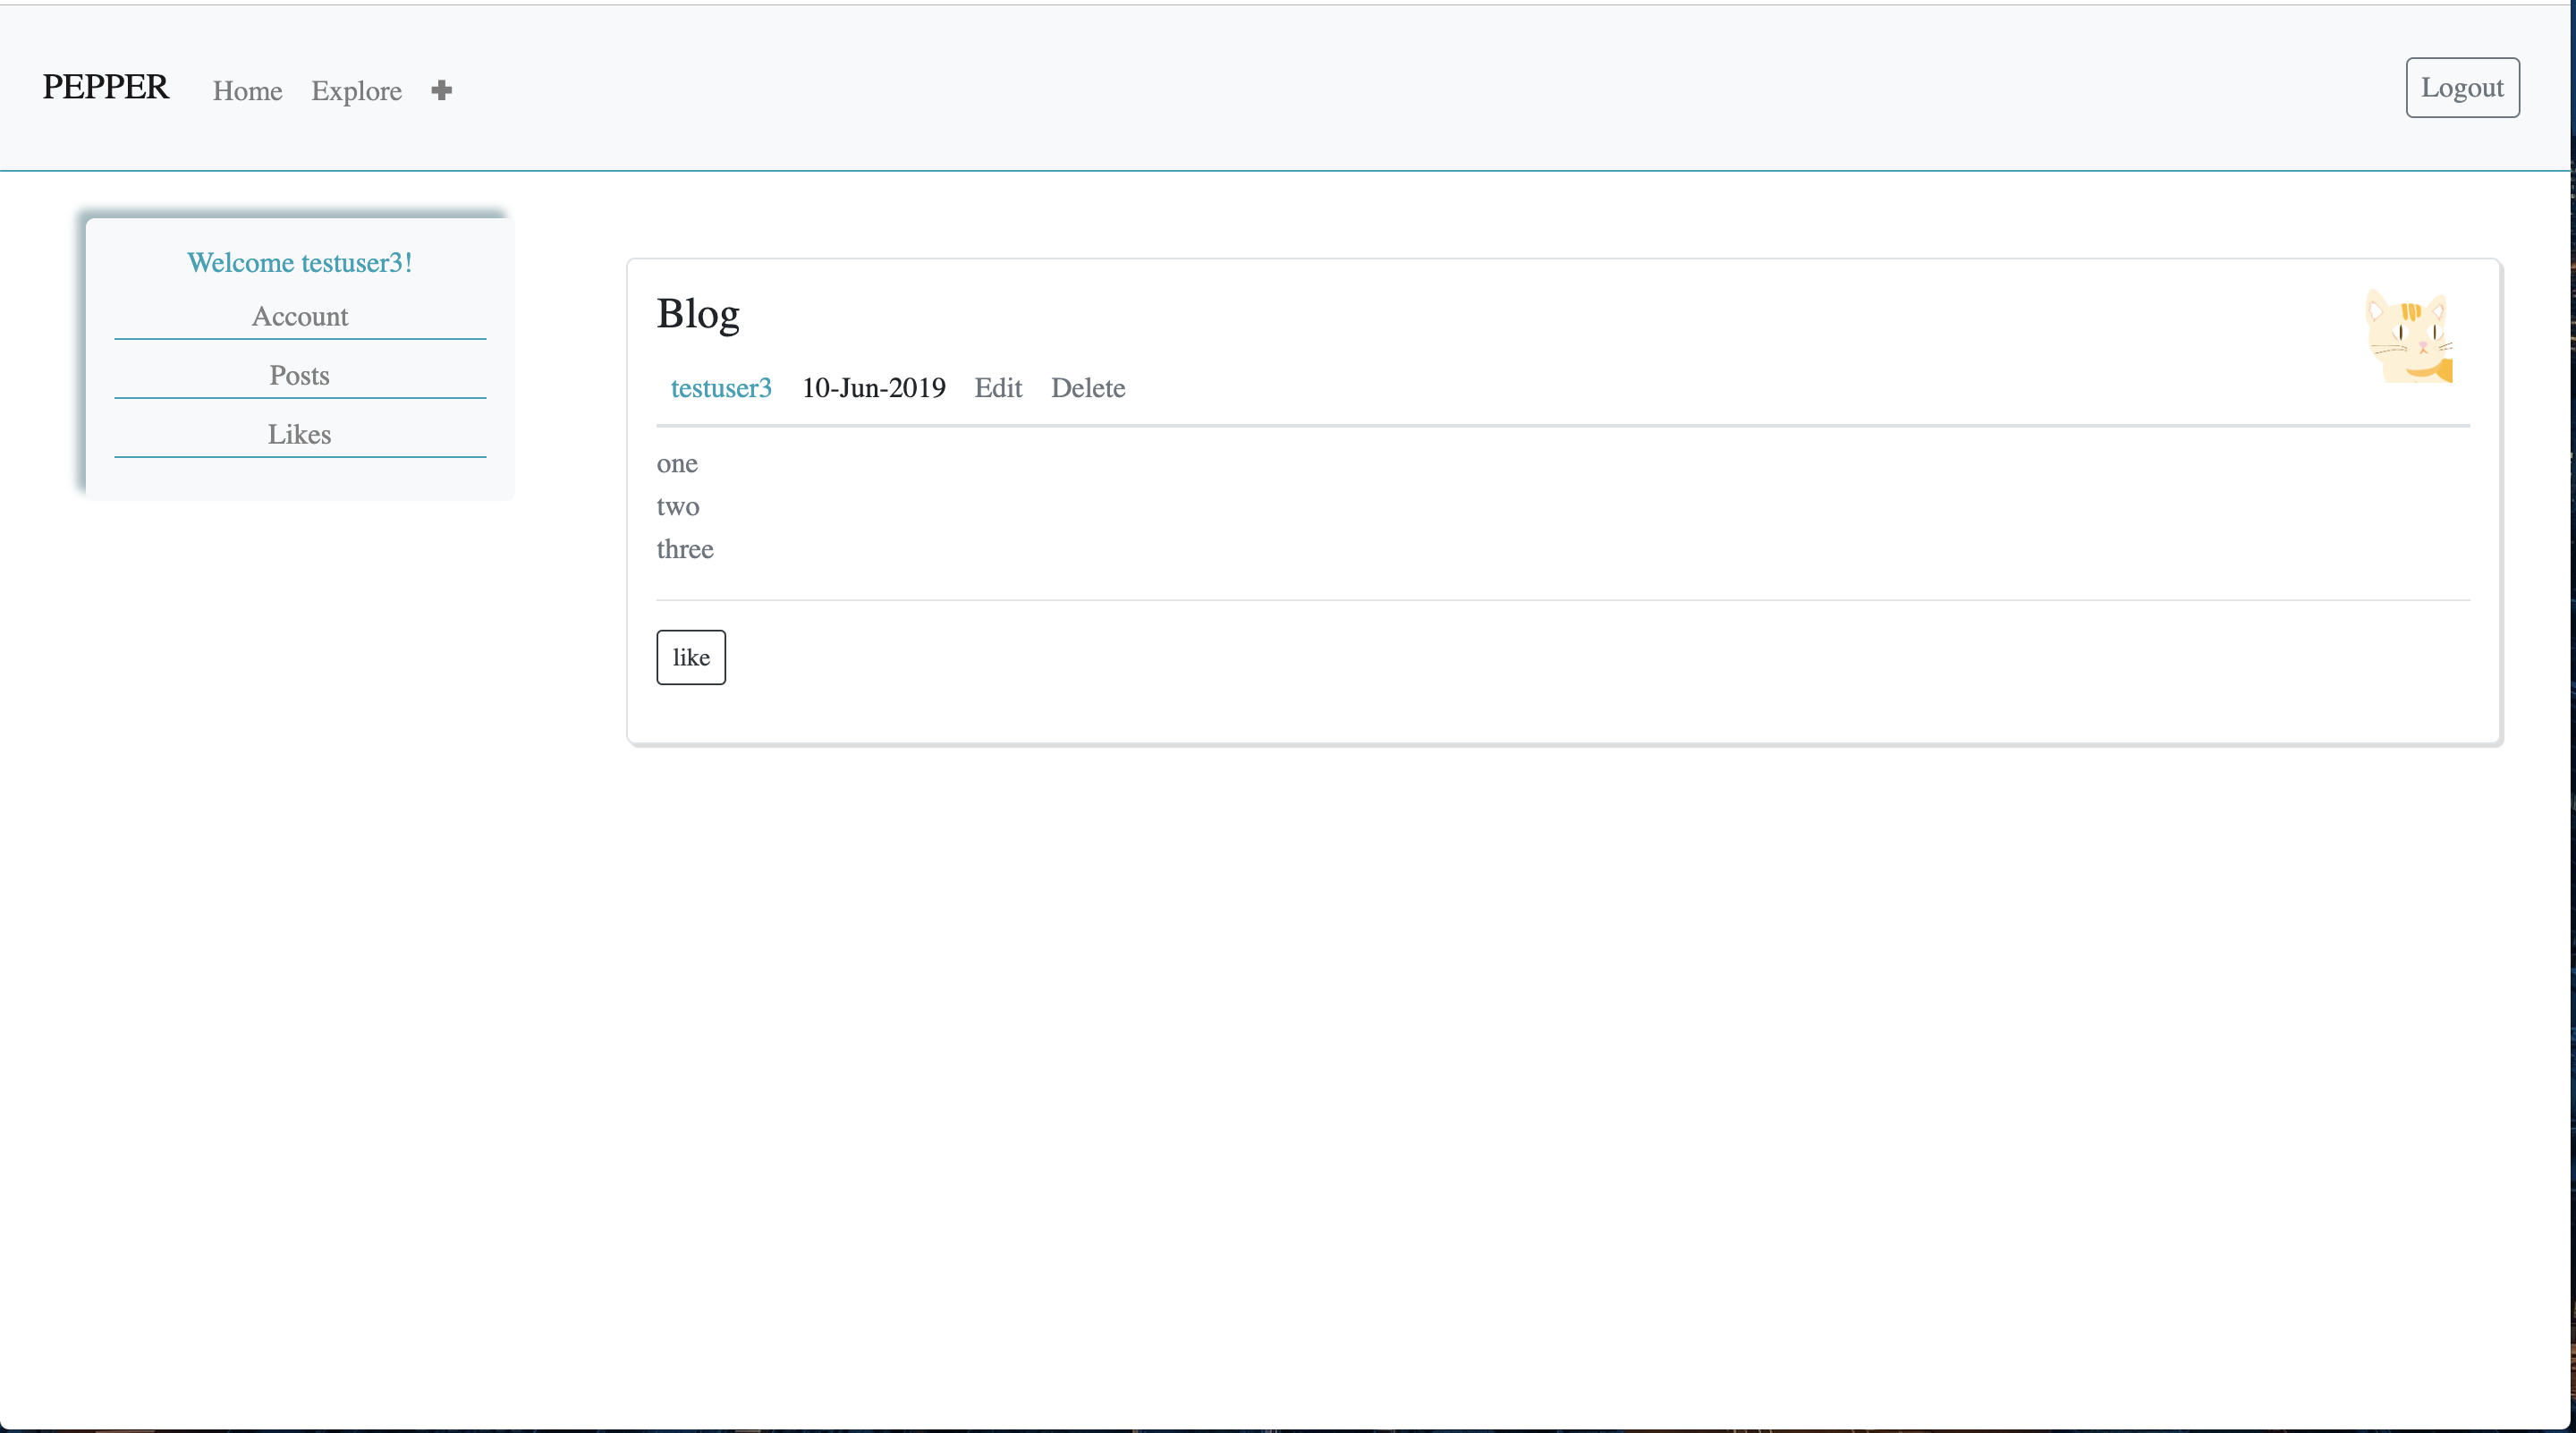 PEPPER Home Explore Logout
Welcome testuser3!
Account
Posts
Likes
Blog
testuser3 10-Jun-2019 Edit Delete
one
two
three
like